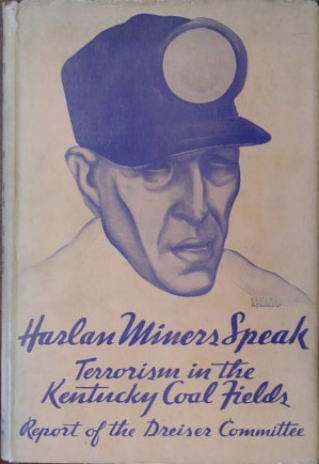 Harlan Miners Speak
Terrorism in the
Kentucky Coal Fields
Report of the Dreiser Committee